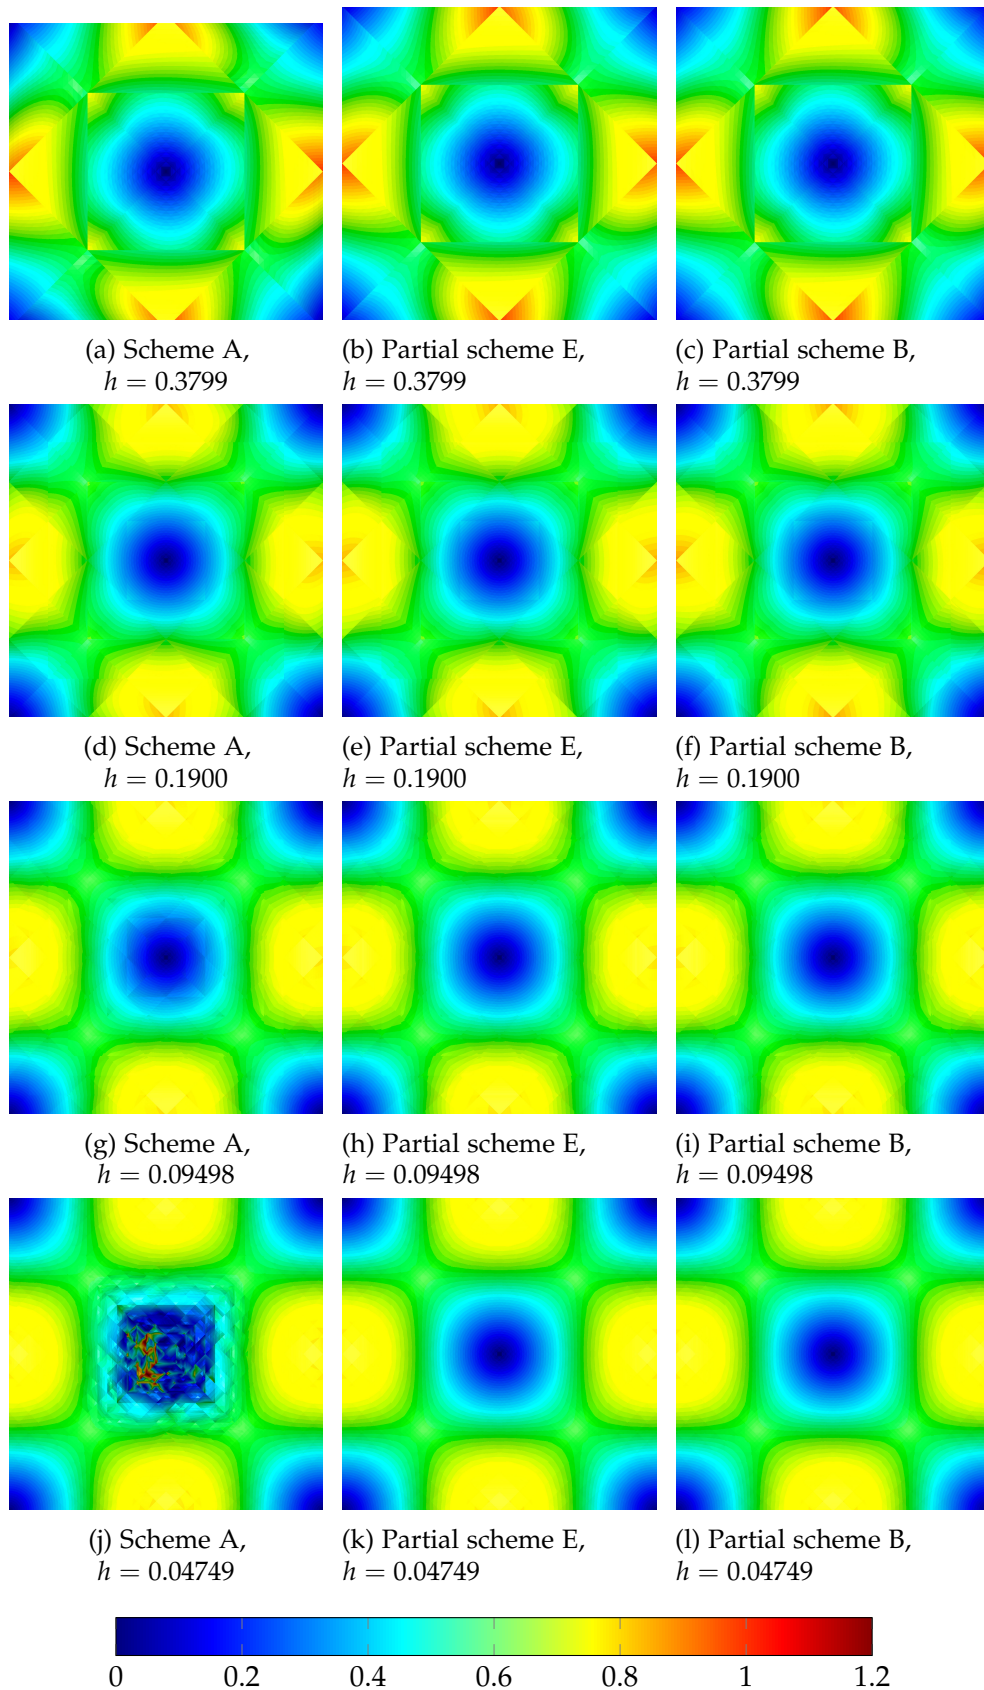 (a) Scheme A,
h = 0.3799
(b) Partial scheme E,
h = 0.3799
(c) Partial scheme B,
h = 0.3799
(d) Scheme A,
h = 0.1900
(e) Partial scheme E,
h = 0.1900
(f) Partial scheme B,
h = 0.1900
(g) Scheme A,
h = 0.09498
(h) Partial scheme E,
h = 0.09498
(i) Partial scheme B,
h = 0.09498
(j) Scheme A,
h = 0.04749
(k) Partial scheme E,
h = 0.04749
(l) Partial scheme B,
h = 0.04749
0 0.2 0.4 0.6 0.8 1 1.2